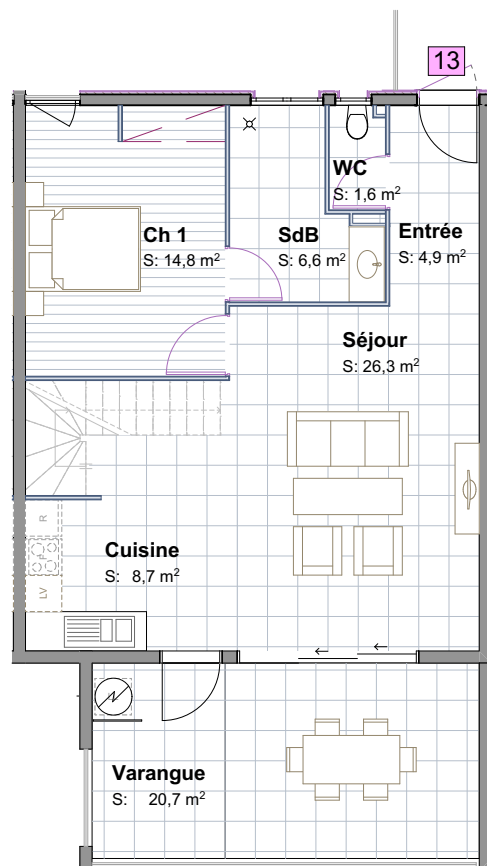 13
WC
S: 1,6 m²
Ch 1
S: 14,8 m²
SdB
S: 6,6 m²
Entrée
S: 4,9 m²
Séjour
S: 26,3 m²
R
Cuisine
S: 8,7 m²
LV
Varangue
S: 20,7 m²